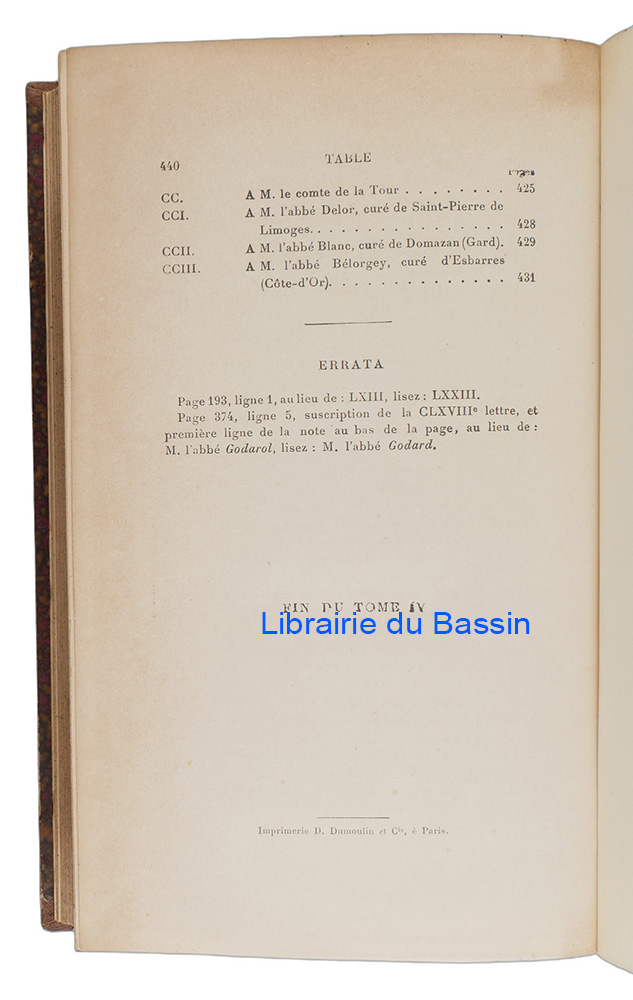 440
TABLE
Pages
CC. A M. le comte de la Tour . . . . . . . . 425
CCI. A M. l'abbé Delor, curé de Saint-Pierre de
Limoges. . . . . . . . . . . . . . . . 428
CCII. A M. l'abbé Blanc, curé de Domazan (Gard). 429
CCIII. A M. l'abbé Bélorgey, curé d'Esbarres
(Côte-d'Or). . . . . . . . . . . . . . 431
ERRATA
Page 193, ligne 1, au lieu de : LXIII, lisez : LXXIII.
Page 374, ligne 5, suscription de la CLXVIIIe lettre, et
première ligne de la note au bas de la page, au lieu de :
M. l'abbé Godarol, lisez : M. l'abbé Godard.
FIN DU TOME IV
Librairie du Bassin
Imprimerie D. Dumoulin et Cie, à Paris.